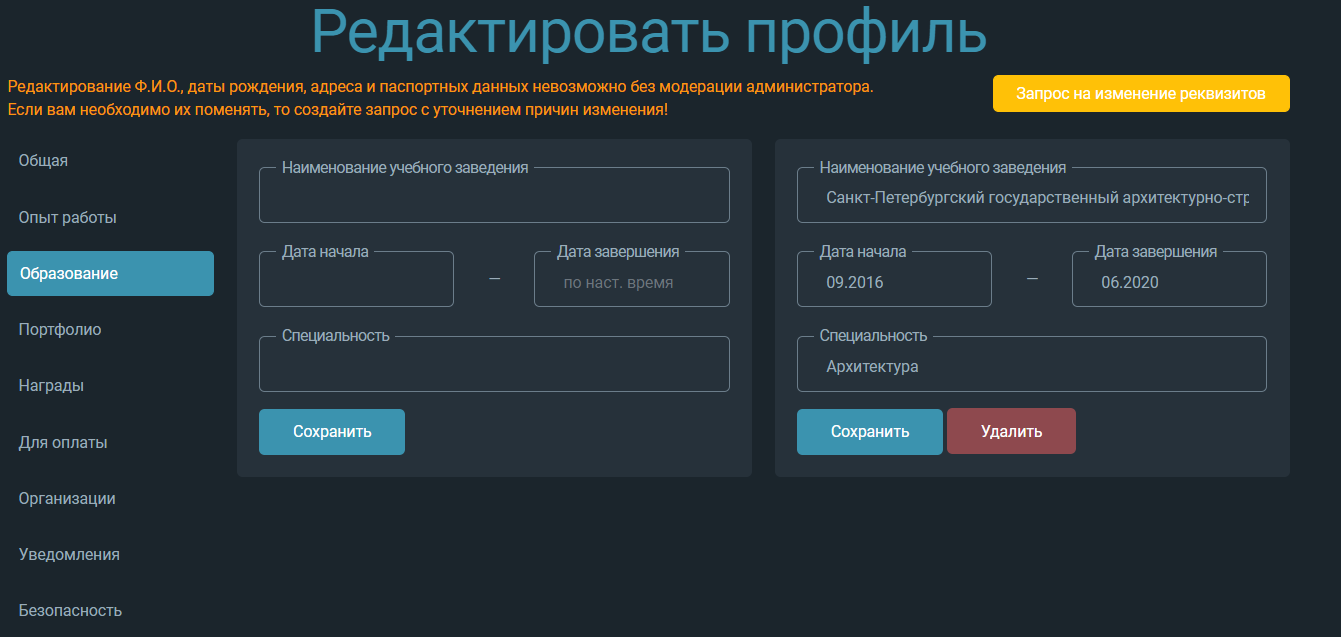 Редактировать профиль
Редактирование Ф.И.О., даты рождения, адреса и паспортных данных невозможно без модерации администратора.
Если вам необходимо их поменять, то создайте запрос с уточнением причин изменения!
Запрос на изменение реквизитов
Общая
Опыт работы
Образование
Портфолио
Награды
Для оплаты
Организации
Уведомления
Безопасность
Наименование учебного заведения
Дата начала
—
Дата завершения
по наст. время
Специальность
Сохранить
Наименование учебного заведения
Санкт-Петербургский государственный архитектурно-стр
Дата начала
09.2016
—
Дата завершения
06.2020
Специальность
Архитектура
Сохранить
Удалить